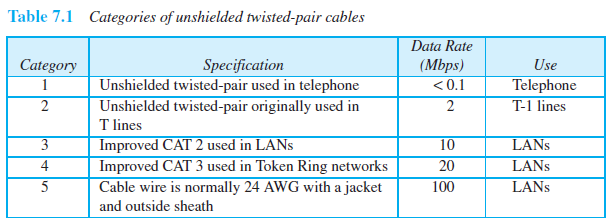 Table 7.1 Categories of unshielded twisted-pair cables
Category Specification Data Rate (Mbps) Use
1 Unshielded twisted-pair used in telephone < 0.1 Telephone
2 Unshielded twisted-pair originally used in 2 T-1 lines
T lines
3 Improved CAT 2 used in LANs 10 LANs
4 Improved CAT 3 used in Token Ring networks 20 LANs
5 Cable wire is normally 24 AWG with a jacket 100 LANs
and outside sheath